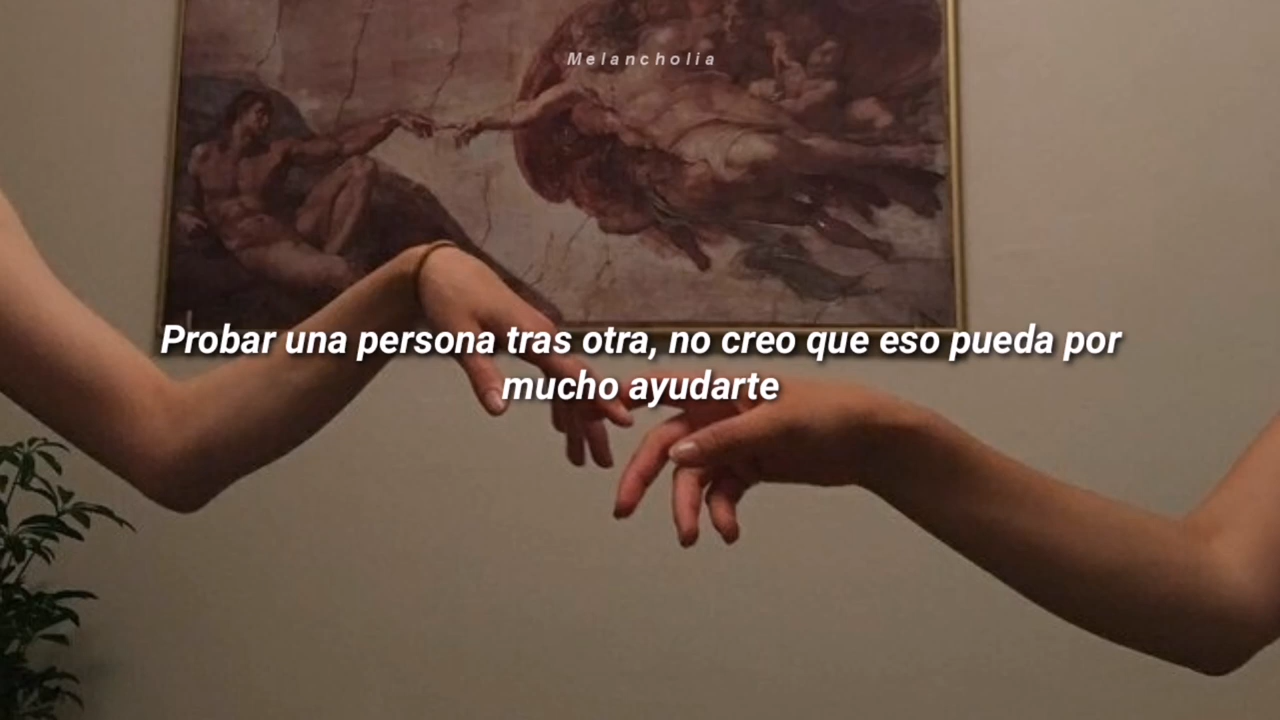 Melancholia
Probar una persona tras otra, no creo que eso pueda por
mucho ayudarte